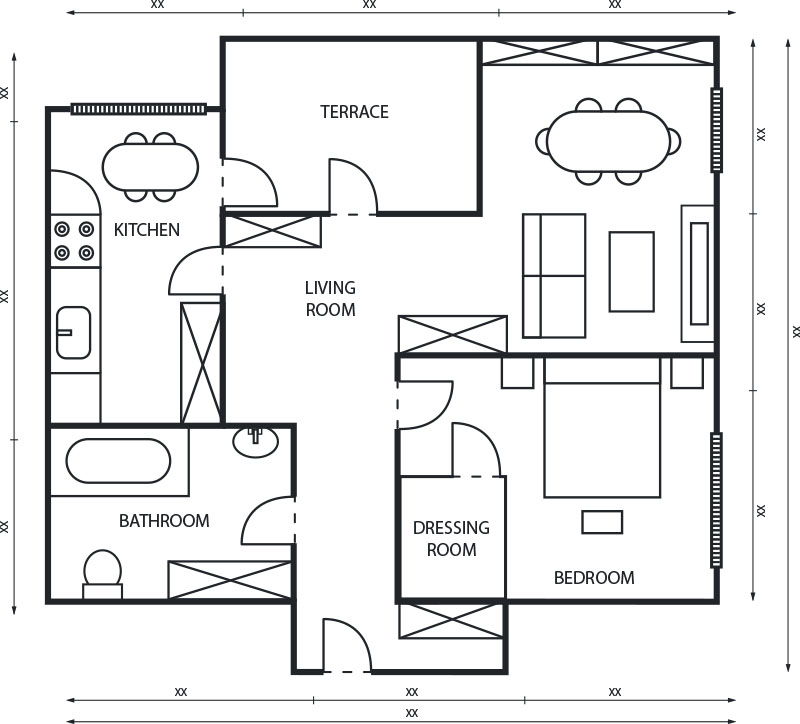 xx
xx
xx
xx
TERRACE
xx
KITCHEN
LIVING
ROOM
xx
xx
xx
xx
BATHROOM
DRESSING
ROOM
xx
BEDROOM
xx
xx
xx
xx